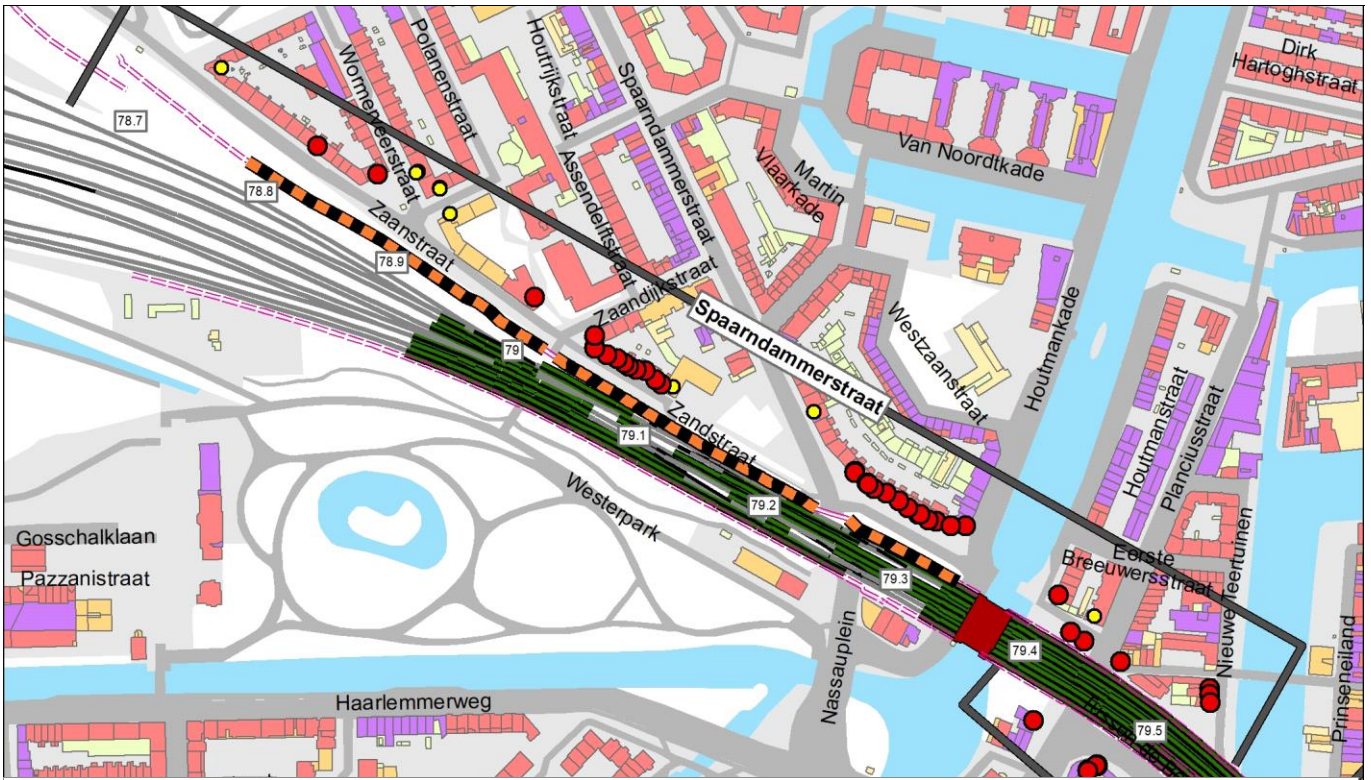 Dirk
Hartoghstraat
Polanenstraat
Wormerveerstraat
Houtrijkstraat
Spaarndammerstraat
Assendelftstraat
Van Noordtkade
Martin
Vlaarkade
78.7
78.8
Zaanstraat
78.9
Zaandijkstraat
Spaarndammerstraat
Westzaanstraat
Houtmankade
79
79.1
Zandstraat
Houtmanstraat
Planciusstraat
79.2
Westerpark
Gosschalklaan
Pazzanistraat
Eerste
Breeuwersstraat
79.3
Nieuwe Teertuinen
79.4
Nassauplein
Prinseneiland
Haarlemmerweg
79.5